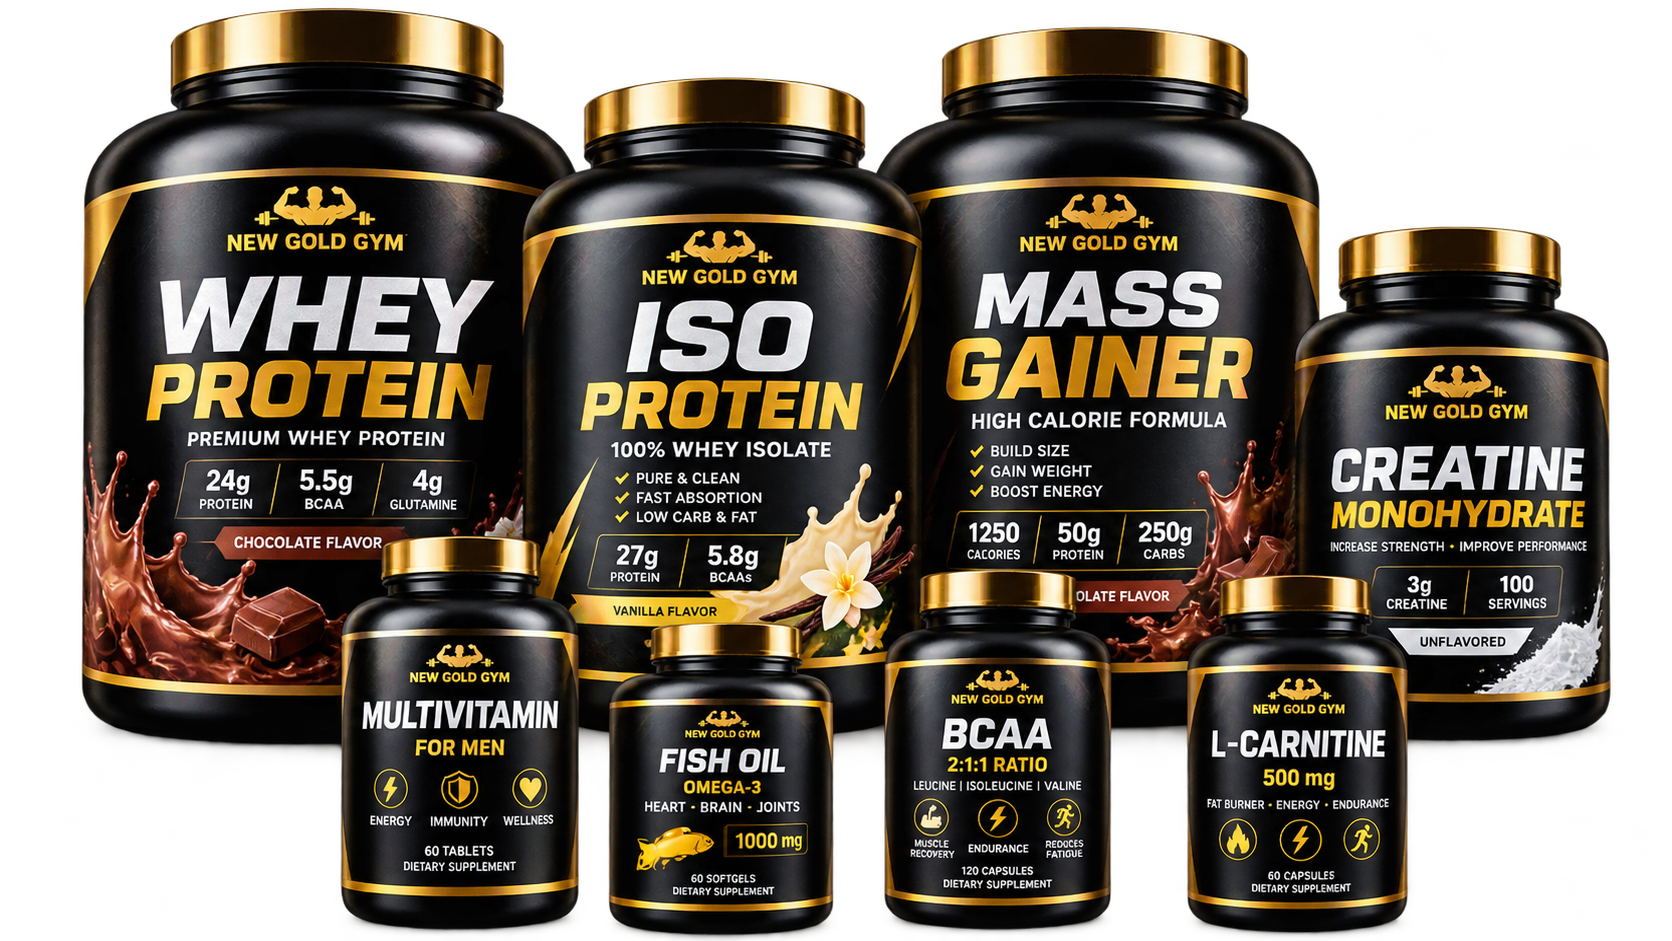 NEW GOLD GYM
WHEY
PROTEIN
PREMIUM WHEY PROTEIN
24g
PROTEIN
5.5g
BCAA
4g
GLUTAMINE
CHOCOLATE FLAVOR
NEW GOLD GYM
ISO
PROTEIN
100% WHEY ISOLATE
PURE & CLEAN
FAST ABSORTION
LOW CARB & FAT
27g
PROTEIN
5.8g
BCAAs
VANILLA FLAVOR
NEW GOLD GYM
MASS
GAINER
HIGH CALORIE FORMULA
BUILD SIZE
GAIN WEIGHT
BOOST ENERGY
1250
CALORIES
50g
PROTEIN
250g
CARBS
OLATE FLAVOR
NEW GOLD GYM
CREATINE
MONOHYDRATE
INCREASE STRENGTH • IMPROVE PERFORMANCE
3g
CREATINE
100
SERVINGS
UNFLAVORED
NEW GOLD GYM
MULTIVITAMIN
FOR MEN
ENERGY
IMMUNITY
WELLNESS
60 TABLETS
DIETARY SUPPLEMENT
NEW GOLD GYM
FISH OIL
OMEGA-3
HEART • BRAIN • JOINTS
1000 mg
60 SOFTGELS
DIETARY SUPPLEMENT
NEW GOLD GYM
BCAA
2:1:1 RATIO
LEUCINE | ISOLEUCINE | VALINE
MUSCLE
RECOVERY
ENDURANCE
REDUCES
FATIGUE
120 CAPSULES
DIETARY SUPPLEMENT
NEW GOLD GYM
L-CARNITINE
500 mg
FAT BURNER • ENERGY • ENDURANCE
60 CAPSULES
DIETARY SUPPLEMENT